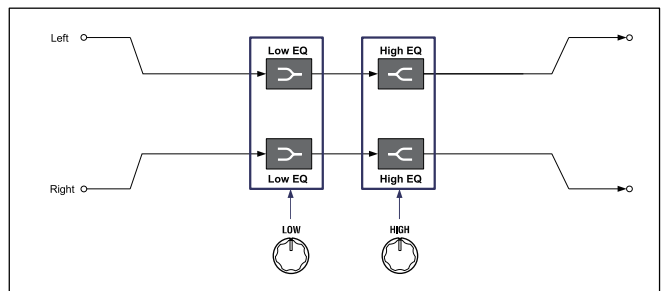 Left
Low EQ
High EQ
Low EQ
High EQ
Right
LOW
HIGH